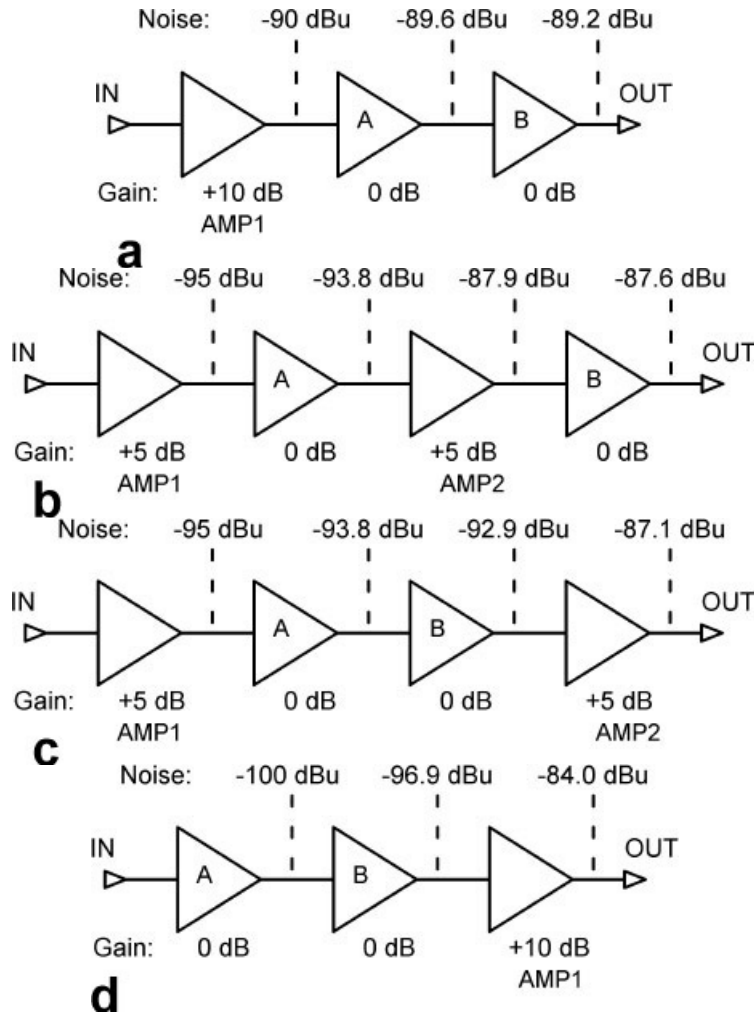 Noise: -90 dBu -89.6 dBu -89.2 dBu
IN OUT
A B
Gain: +10 dB 0 dB 0 dB
AMP1
a
Noise: -95 dBu -93.8 dBu -87.9 dBu -87.6 dBu
IN OUT
A B
Gain: +5 dB 0 dB +5 dB 0 dB
AMP1 AMP2
b
Noise: -95 dBu -93.8 dBu -92.9 dBu -87.1 dBu
IN OUT
A B
Gain: +5 dB 0 dB 0 dB +5 dB
AMP1 AMP2
c
Noise: -100 dBu -96.9 dBu -84.0 dBu
IN OUT
A B
Gain: 0 dB 0 dB +10 dB
AMP1
d